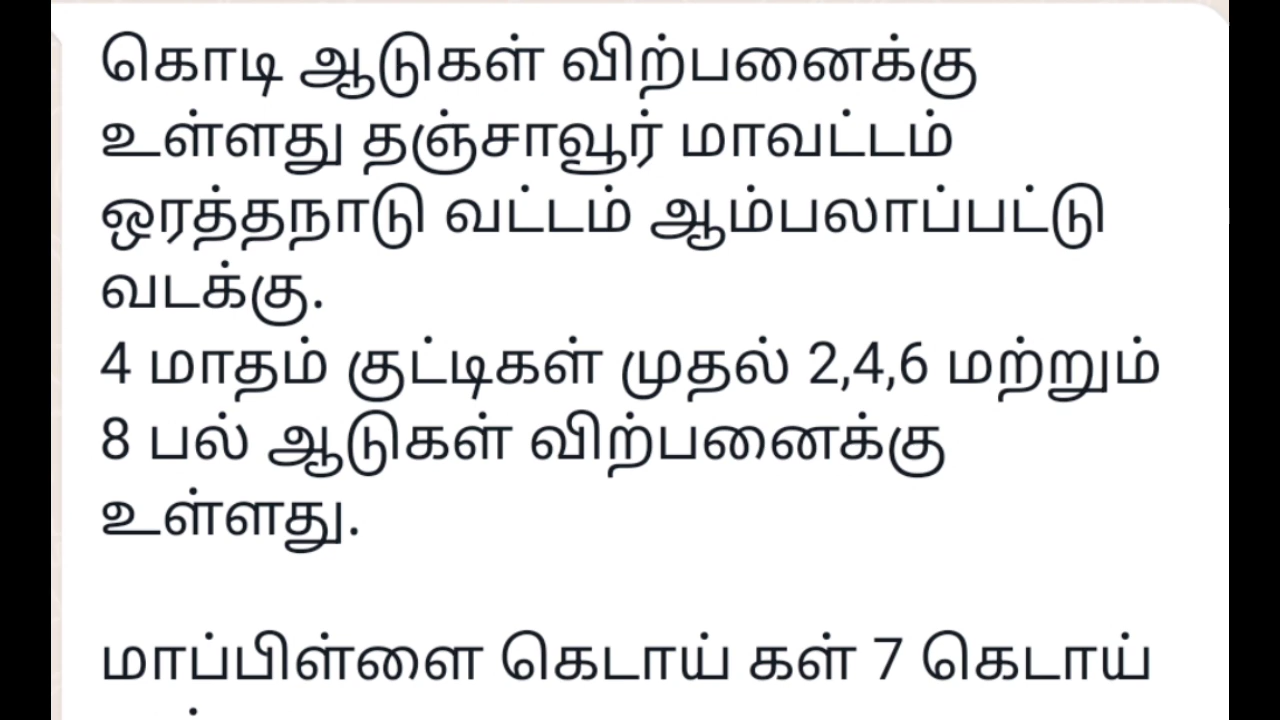 கொடி ஆடுகள் விற்பனைக்கு
உள்ளது தஞ்சாவூர் மாவட்டம்
ஒரத்தநாடு வட்டம் ஆம்பலாப்பட்டு
வடக்கு.
4 மாதம் குட்டிகள் முதல் 2,4,6 மற்றும்
8 பல் ஆடுகள் விற்பனைக்கு
உள்ளது.
மாப்பிள்ளை கெடாய் கள் 7 கெடாய்